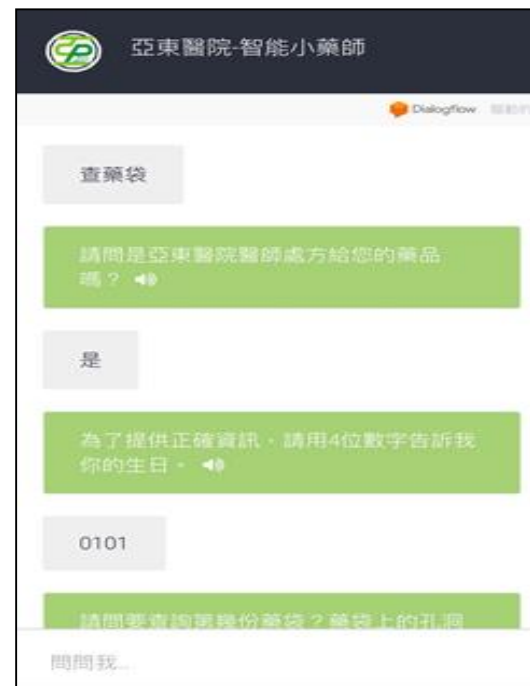 亞東醫院-智能小藥師
Dialogflow
查藥袋
請問是亞東醫院醫師處方給您的藥品
嗎？
是
為了提供正確資訊，請用4位數字告訴我
你的生日。
0101
請問要查詢第幾份藥袋？藥袋上的孔洞
問問我...